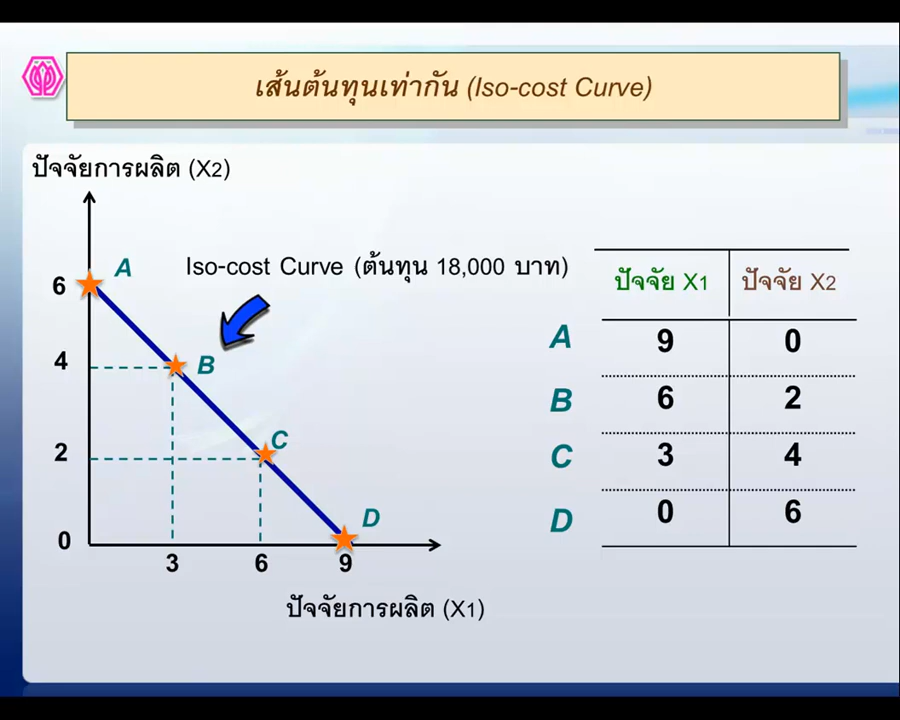 เส้นต้นทุนเท่ากัน (Iso-cost Curve)
ปัจจัยการผลิต (X2)
A
Iso-cost Curve (ต้นทุน 18,000 บาท)
6
4
B
2
C
0
D
3 6 9
ปัจจัยการผลิต (X1)
ปัจจัย X1 ปัจจัย X2
A 9 0
B 6 2
C 3 4
D 0 6